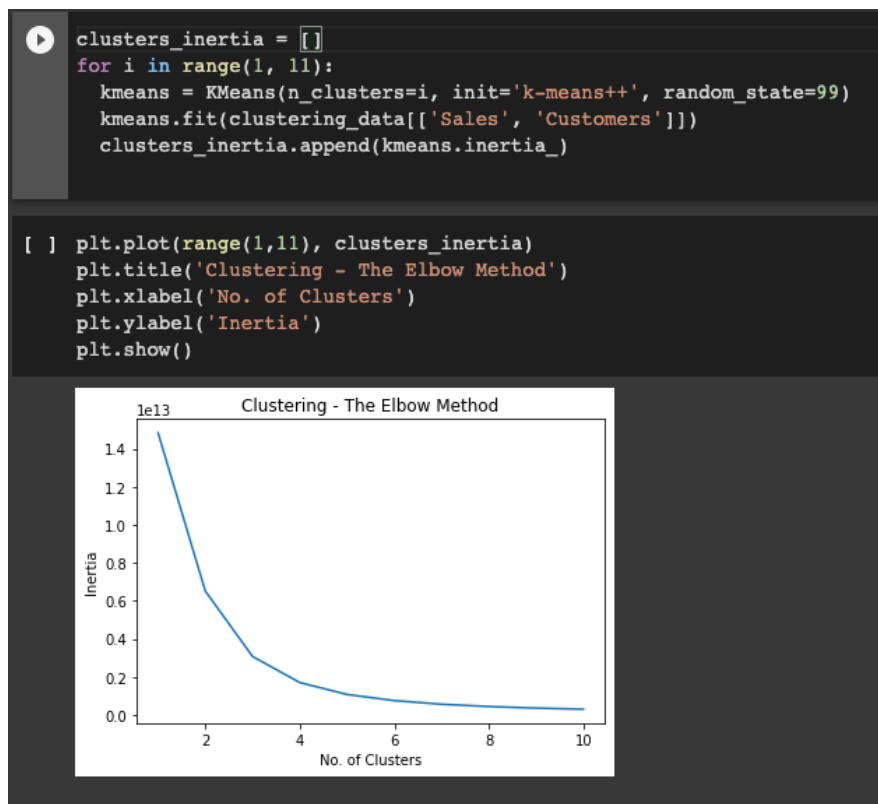 clusters_inertia = []
for i in range(1, 11):
  kmeans = KMeans(n_clusters=i, init='k-means++', random_state=99)
  kmeans.fit(clustering_data[['Sales', 'Customers']])
  clusters_inertia.append(kmeans.inertia_)
[ ] plt.plot(range(1,11), clusters_inertia)
plt.title('Clustering - The Elbow Method')
plt.xlabel('No. of Clusters')
plt.ylabel('Inertia')
plt.show()
Clustering - The Elbow Method
1e13
1.4
1.2
1.0
0.8
0.6
0.4
0.2
0.0
Inertia
2 4 6 8 10
No. of Clusters